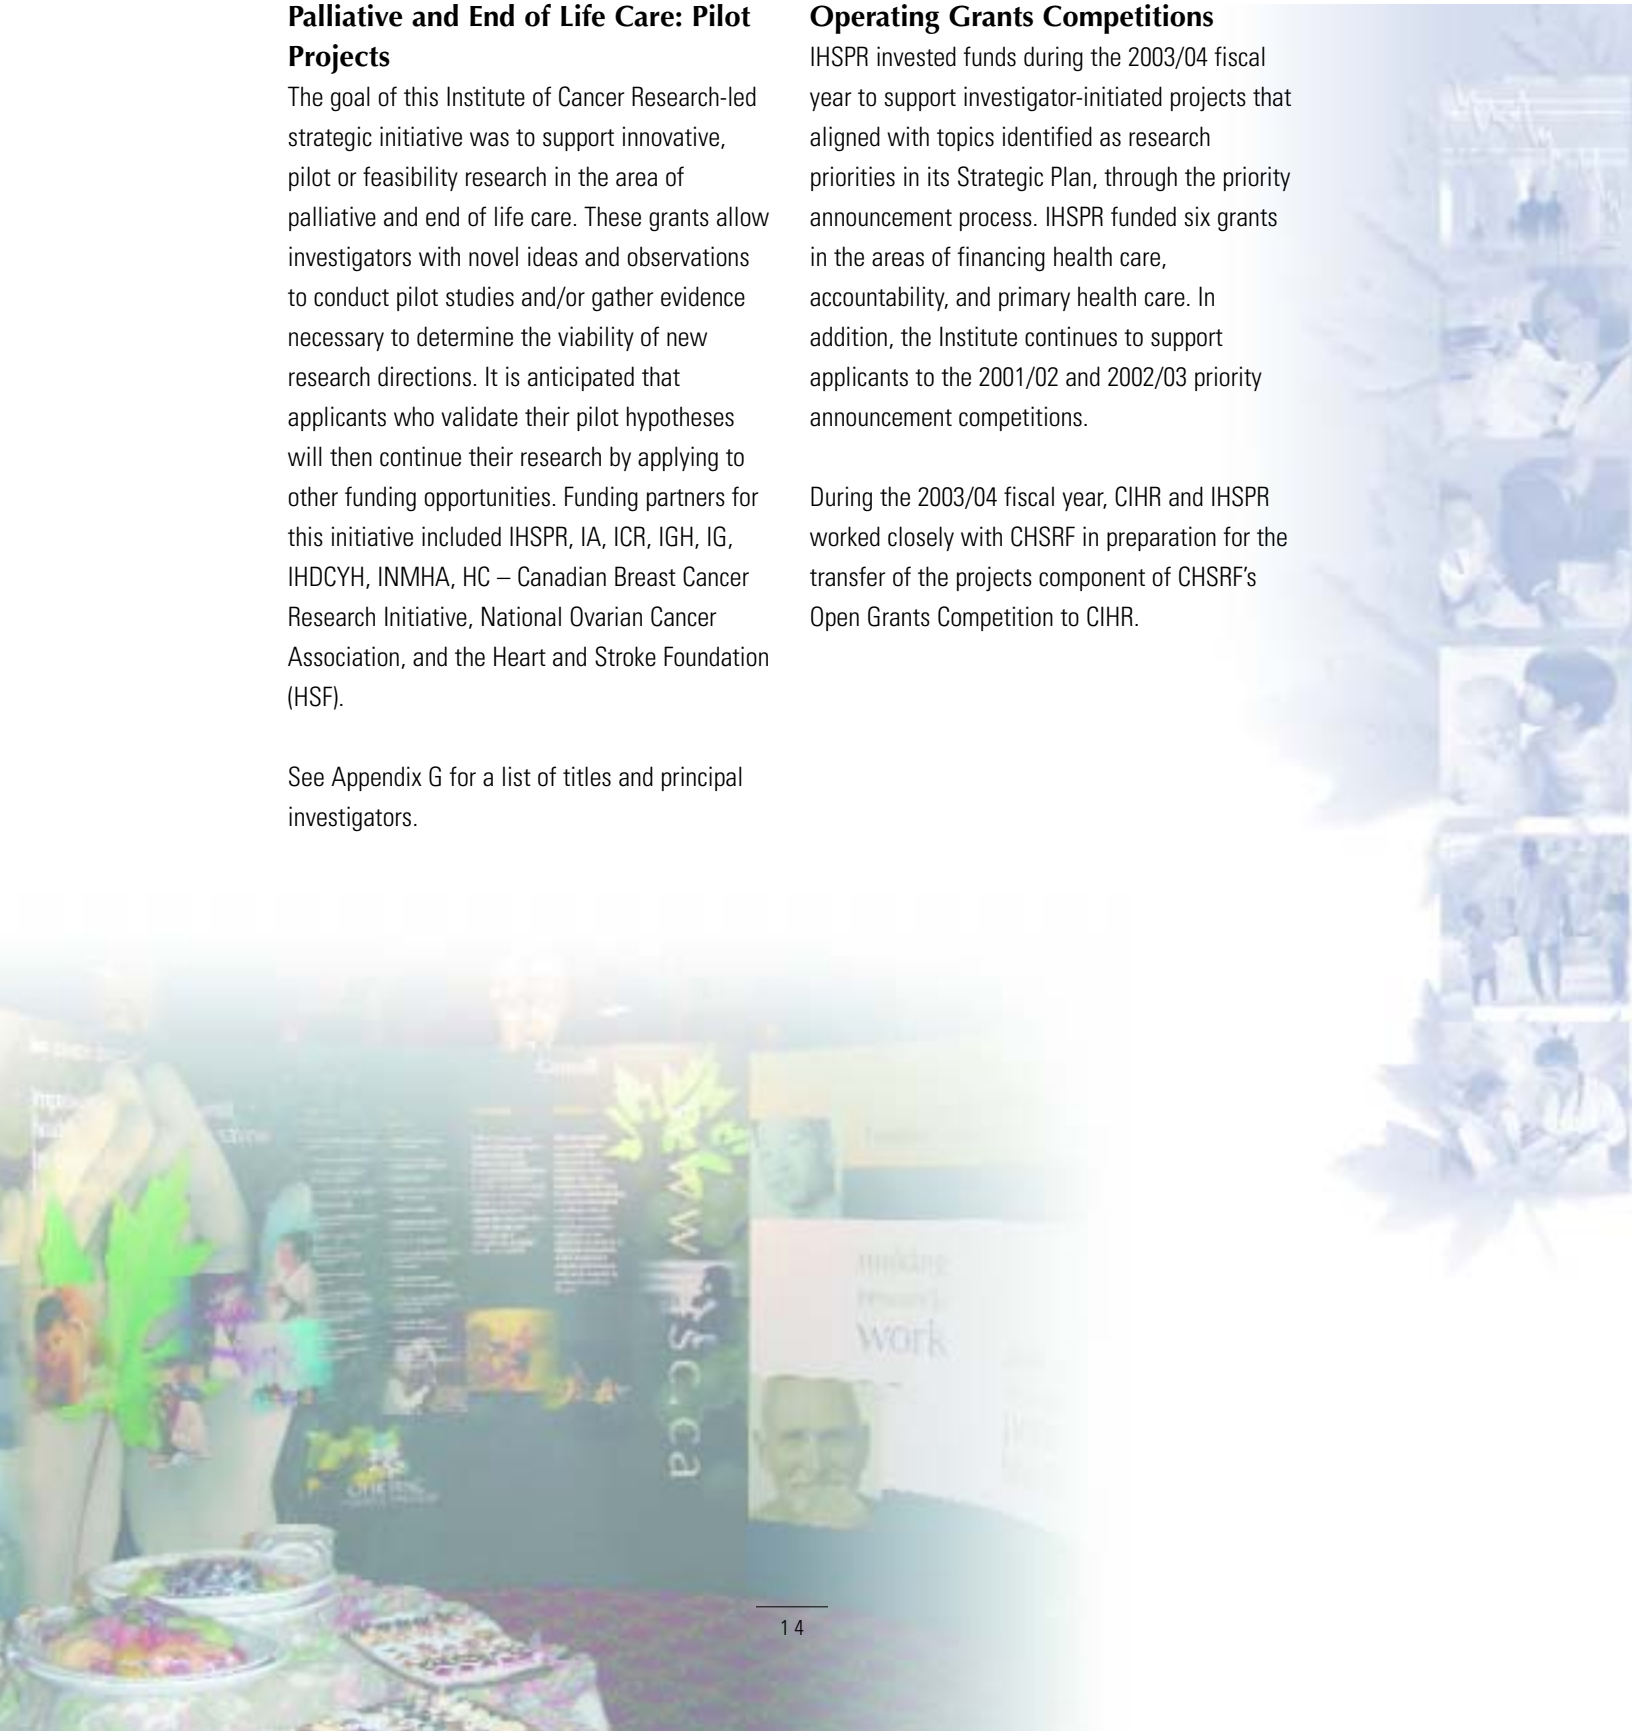 Palliative and End of Life Care: Pilot
Projects
The goal of this Institute of Cancer Research-led
strategic initiative was to support innovative,
pilot or feasibility research in the area of
palliative and end of life care. These grants allow
investigators with novel ideas and observations
to conduct pilot studies and/or gather evidence
necessary to determine the viability of new
research directions. It is anticipated that
applicants who validate their pilot hypotheses
will then continue their research by applying to
other funding opportunities. Funding partners for
this initiative included IHSPR, IA, ICR, IGH, IG,
IHDCYH, INMHA, HC – Canadian Breast Cancer
Research Initiative, National Ovarian Cancer
Association, and the Heart and Stroke Foundation
(HSF).
See Appendix G for a list of titles and principal
investigators.
Operating Grants Competitions
IHSPR invested funds during the 2003/04 fiscal
year to support investigator-initiated projects that
aligned with topics identified as research
priorities in its Strategic Plan, through the priority
announcement process. IHSPR funded six grants
in the areas of financing health care,
accountability, and primary health care. In
addition, the Institute continues to support
applicants to the 2001/02 and 2002/03 priority
announcement competitions.
During the 2003/04 fiscal year, CIHR and IHSPR
worked closely with CHSRF in preparation for the
transfer of the projects component of CHSRF’s
Open Grants Competition to CIHR.
making
research
work
14